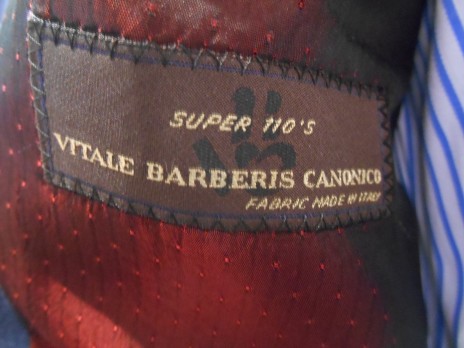 SUPER 110'S
VITALE BARBERIS CANONICO
FABRIC MADE IN ITALY